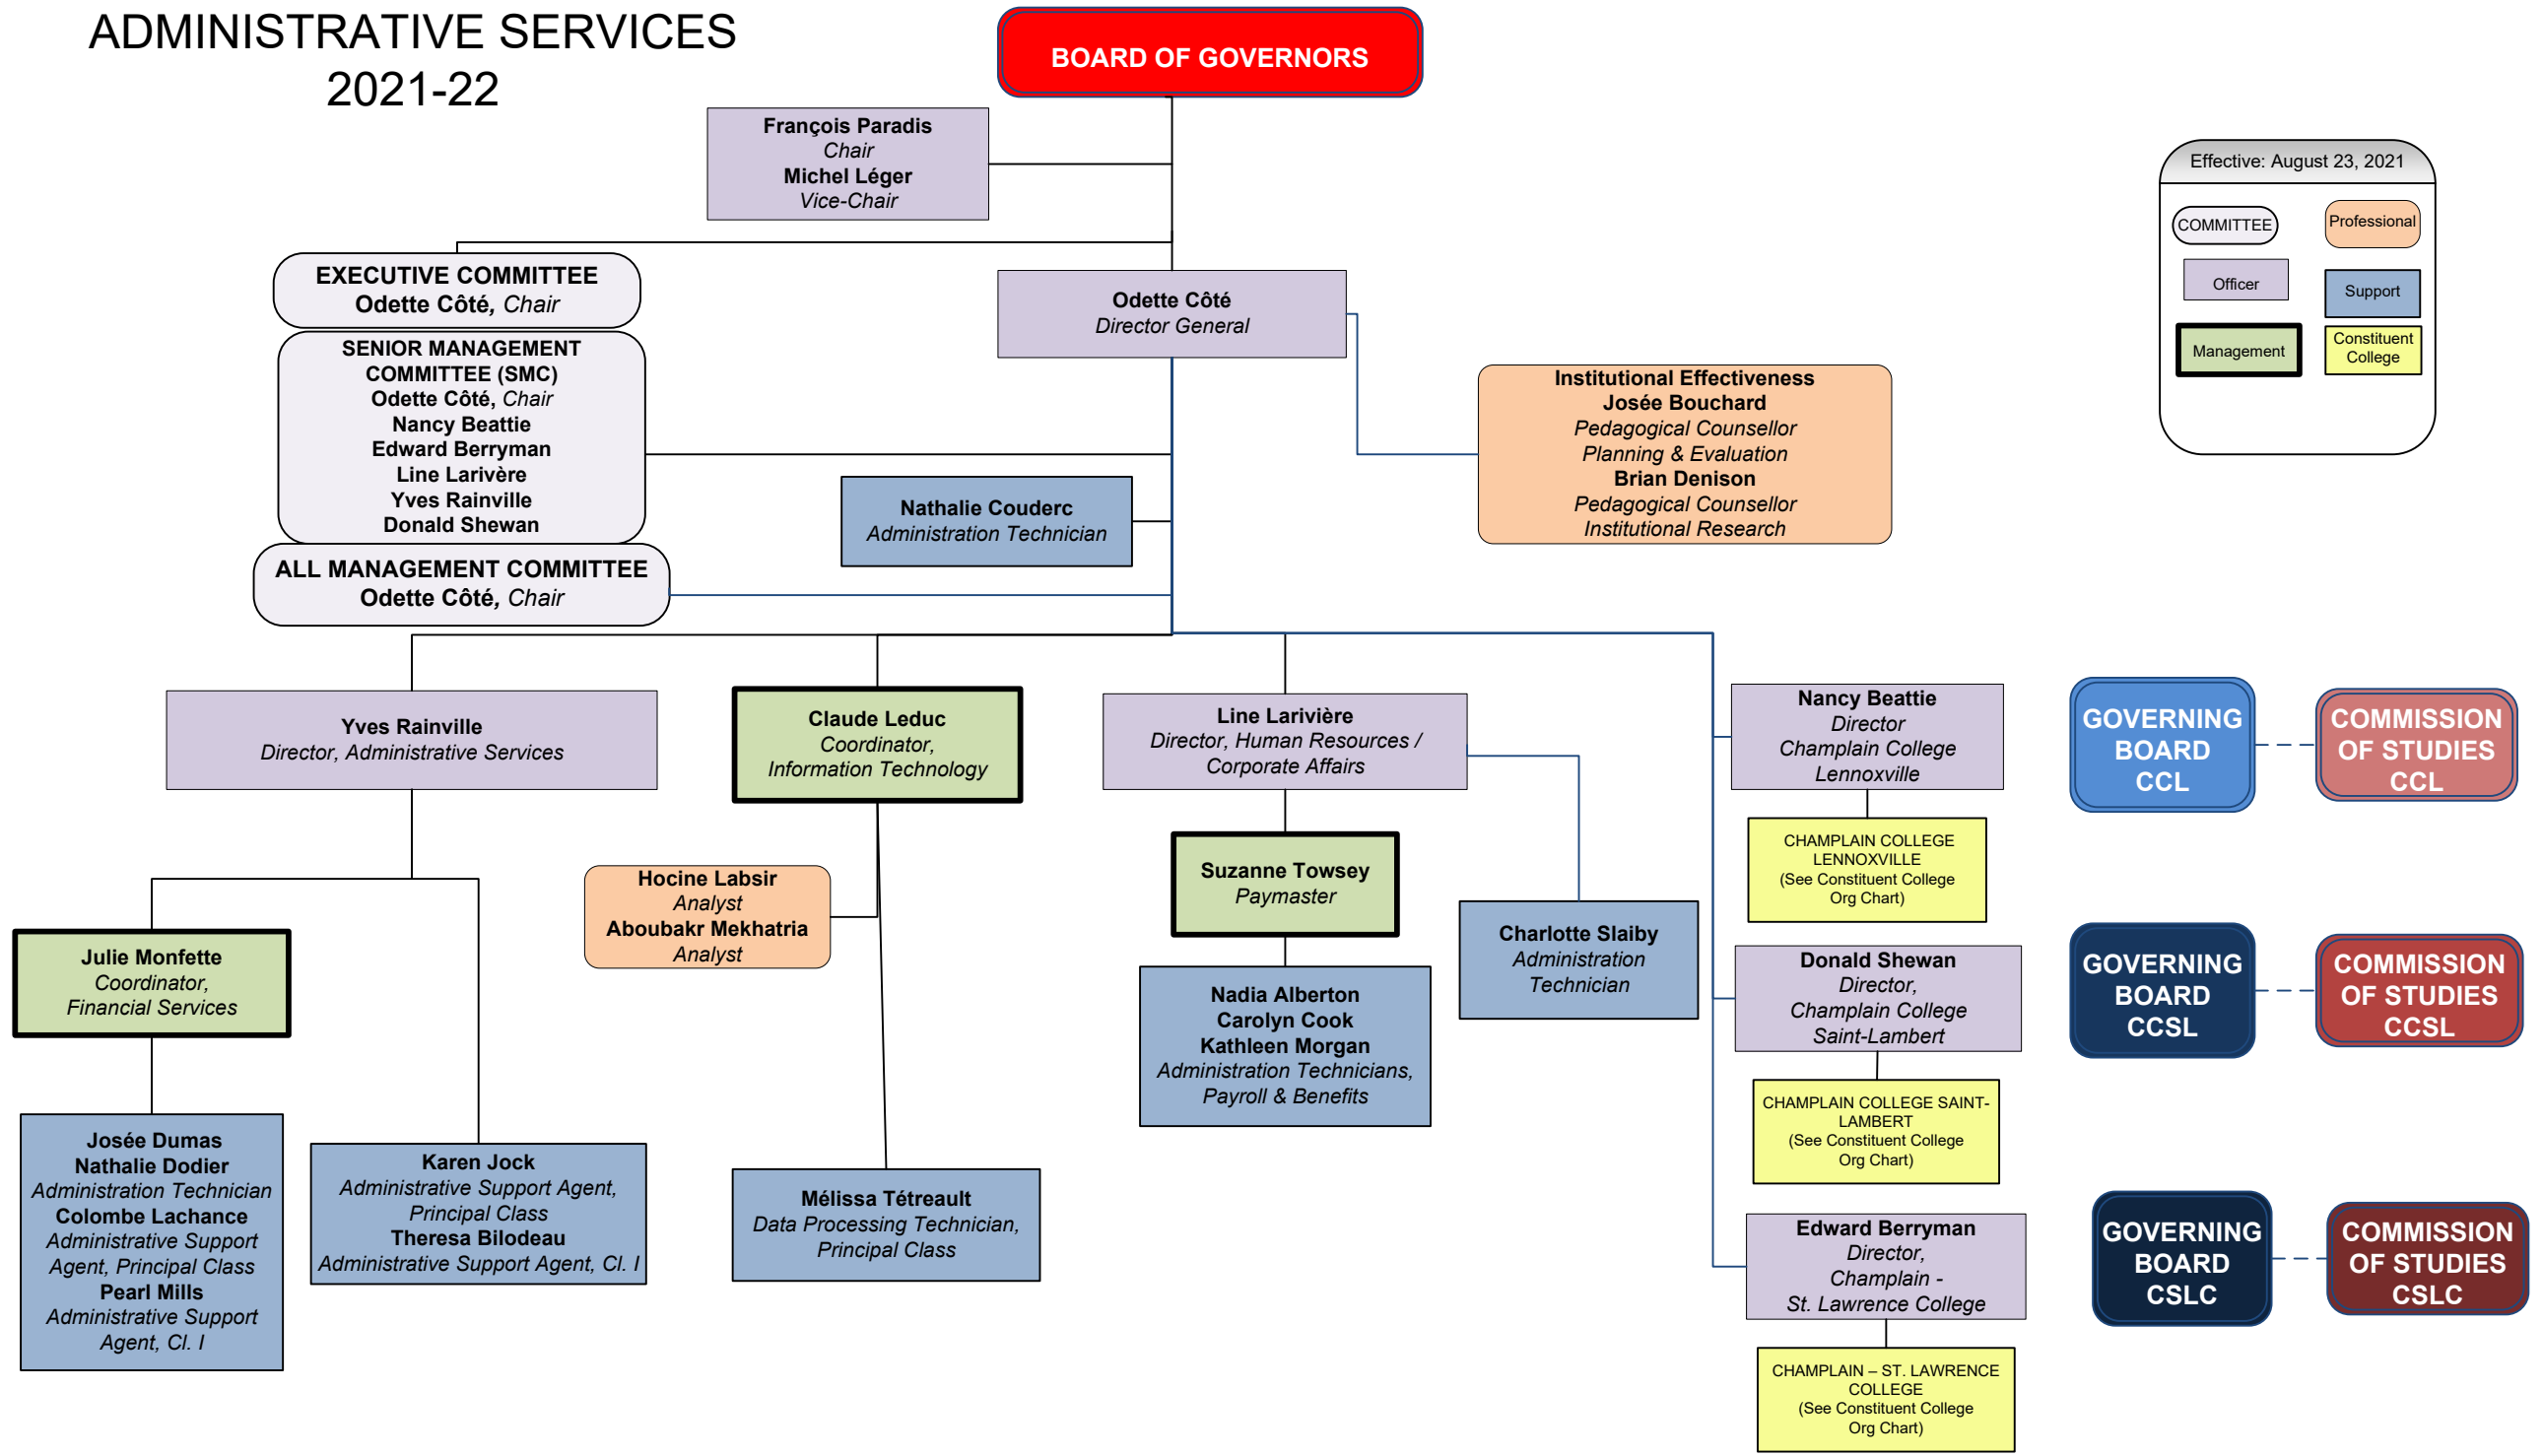 ADMINISTRATIVE SERVICES
2021-22
BOARD OF GOVERNORS
François Paradis
Chair
Michel Léger
Vice-Chair
Effective: August 23, 2021
COMMITTEE
Professional
Officer
Support
Management
Constituent
College
EXECUTIVE COMMITTEE
Odette Côté, Chair
Odette Côté
Director General
SENIOR MANAGEMENT
COMMITTEE (SMC)
Odette Côté, Chair
Nancy Beattie
Edward Berryman
Line Larivère
Yves Rainville
Donald Shewan
Institutional Effectiveness
Josée Bouchard
Pedagogical Counsellor
Planning & Evaluation
Brian Denison
Pedagogical Counsellor
Institutional Research
Nathalie Couderc
Administration Technician
ALL MANAGEMENT COMMITTEE
Odette Côté, Chair
Yves Rainville
Director, Administrative Services
Claude Leduc
Coordinator,
Information Technology
Line Larivière
Director, Human Resources /
Corporate Affairs
Nancy Beattie
Director
Champlain College
Lennoxville
GOVERNING
BOARD
CCL
COMMISSION
OF STUDIES
CCL
CHAMPLAIN COLLEGE
LENNOXVILLE
(See Constituent College
Org Chart)
Hocine Labsir
Analyst
Aboubakr Mekhatria
Analyst
Suzanne Towsey
Paymaster
Charlotte Slaiby
Administration
Technician
Julie Monfette
Coordinator,
Financial Services
Nadia Alberton
Carolyn Cook
Kathleen Morgan
Administration Technicians,
Payroll & Benefits
Donald Shewan
Director,
Champlain College
Saint-Lambert
GOVERNING
BOARD
CCSL
COMMISSION
OF STUDIES
CCSL
CHAMPLAIN COLLEGE SAINT-
LAMBERT
(See Constituent College
Org Chart)
Josée Dumas
Nathalie Dodier
Administration Technician
Colombe Lachance
Administrative Support
Agent, Principal Class
Pearl Mills
Administrative Support
Agent, Cl. I
Karen Jock
Administrative Support Agent,
Principal Class
Theresa Bilodeau
Administrative Support Agent, Cl. I
Mélissa Tétreault
Data Processing Technician,
Principal Class
Edward Berryman
Director,
Champlain -
St. Lawrence College
GOVERNING
BOARD
CSLC
COMMISSION
OF STUDIES
CSLC
CHAMPLAIN – ST. LAWRENCE
COLLEGE
(See Constituent College
Org Chart)